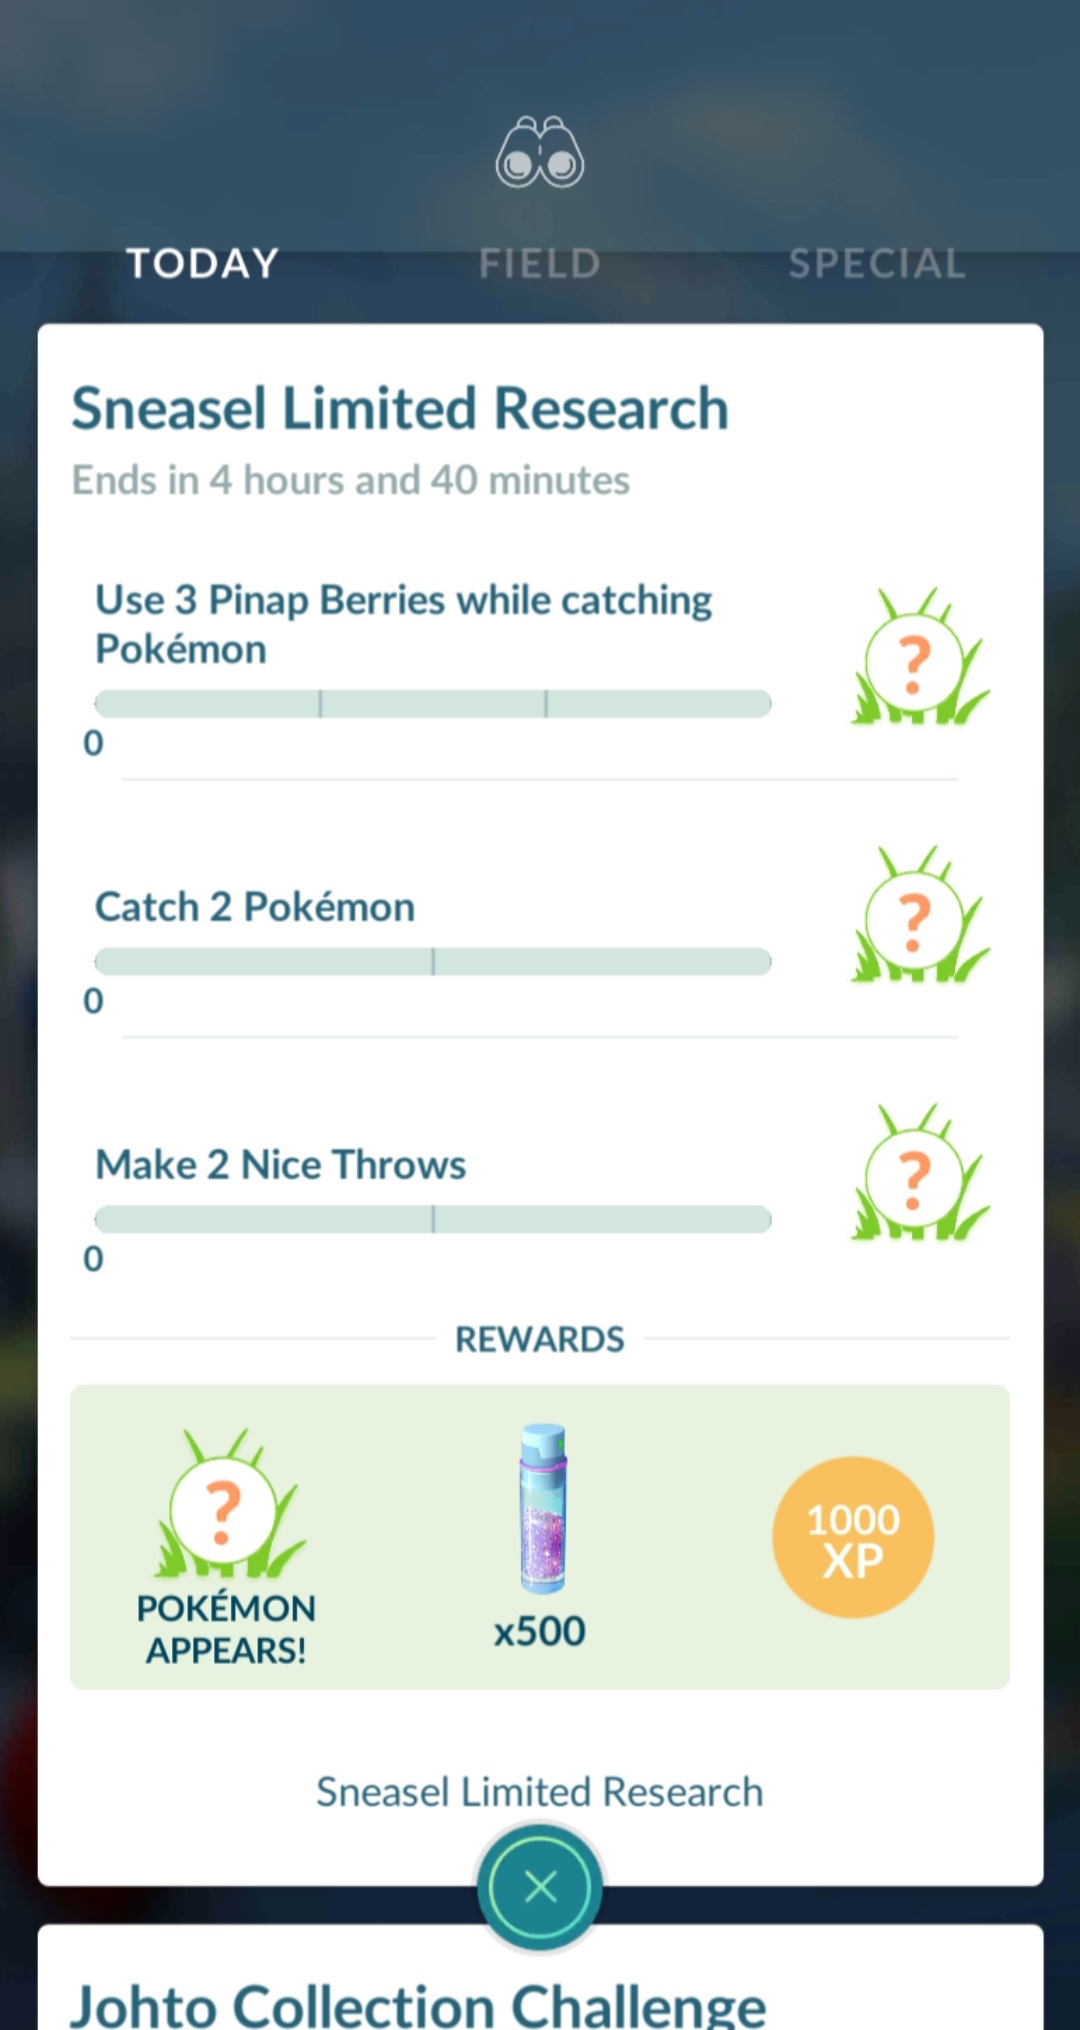 TODAY FIELD SPECIAL
Sneasel Limited Research
Ends in 4 hours and 40 minutes
Use 3 Pinap Berries while catching
Pokémon
?
0
Catch 2 Pokémon
?
0
Make 2 Nice Throws
?
0
REWARDS
?
POKÉMON
APPEARS!
x500
1000
XP
Sneasel Limited Research
Johto Collection Challenge